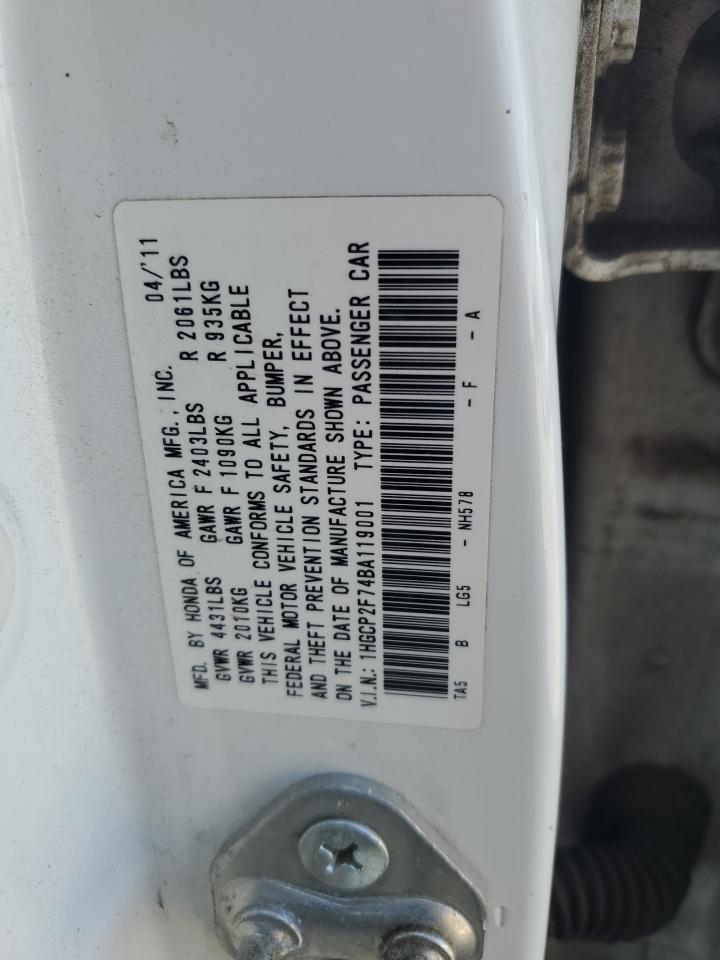 MFD. BY HONDA OF AMERICA MFG., INC. 04/'11
GVWR 4431LBS GAWR F 2403LBS R 2061LBS
GVWR 2010KG GAWR F 1090KG R 935KG
THIS VEHICLE CONFORMS TO ALL APPLICABLE
FEDERAL MOTOR VEHICLE SAFETY, BUMPER,
AND THEFT PREVENTION STANDARDS IN EFFECT
ON THE DATE OF MANUFACTURE SHOWN ABOVE.
V.I.N.: 1HGCP2F74BA119001 TYPE: PASSENGER CAR
TA5 B LG5 - NH578 - F - A